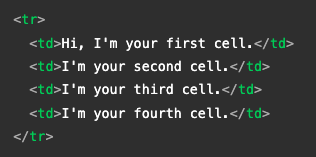 <tr>
<td>Hi, I'm your first cell.</td>
<td>I'm your second cell.</td>
<td>I'm your third cell.</td>
<td>I'm your fourth cell.</td>
</tr>